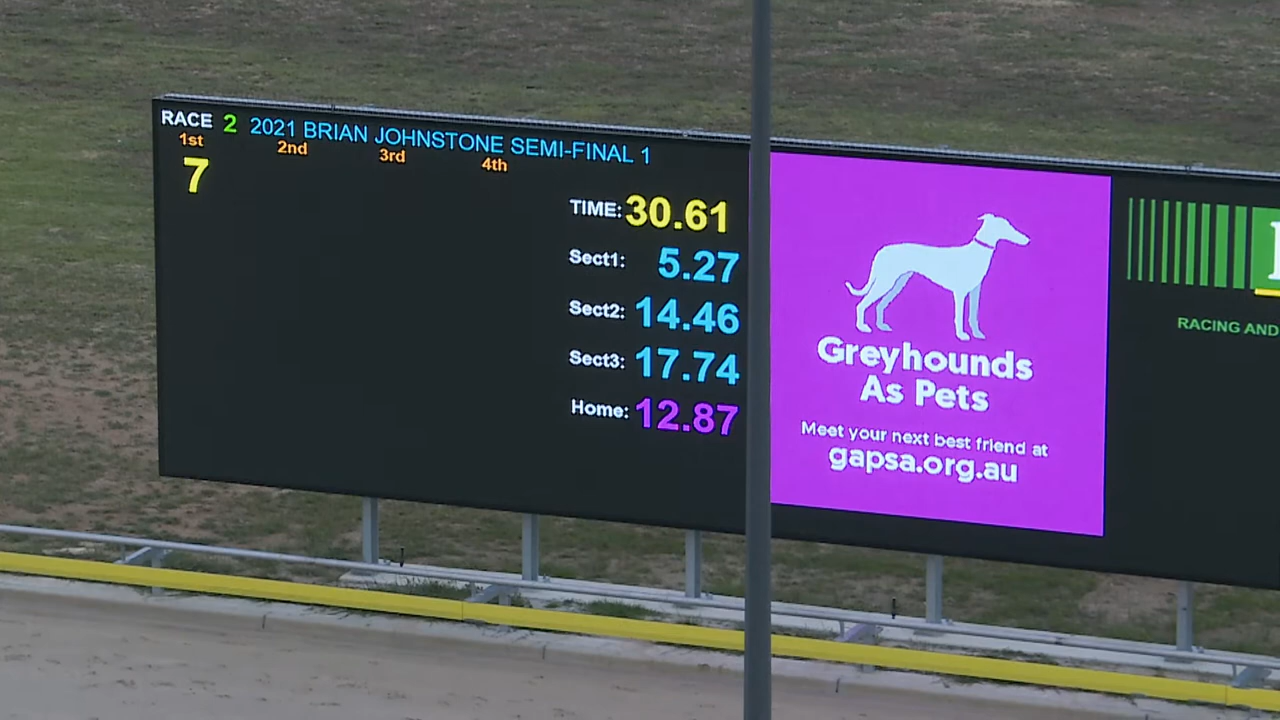 RACE 2 2021 BRIAN JOHNSTONE SEMI-FINAL 1
1st 2nd 3rd 4th
7
TIME: 30.61
Sect1: 5.27
Sect2: 14.46
Sect3: 17.74
Home: 12.87
Greyhounds
As Pets
Meet your next best friend at
gapsa.org.au
RACING AND